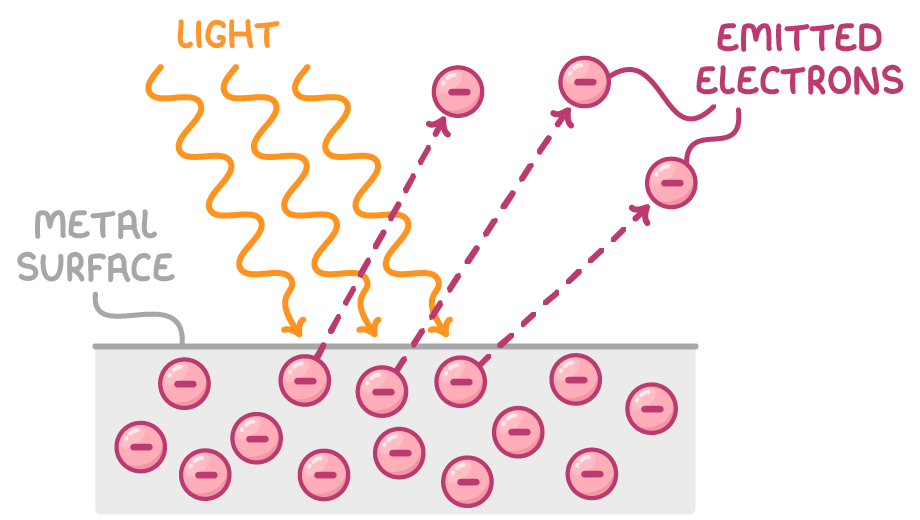 LIGHT
EMITTED
ELECTRONS
METAL
SURFACE